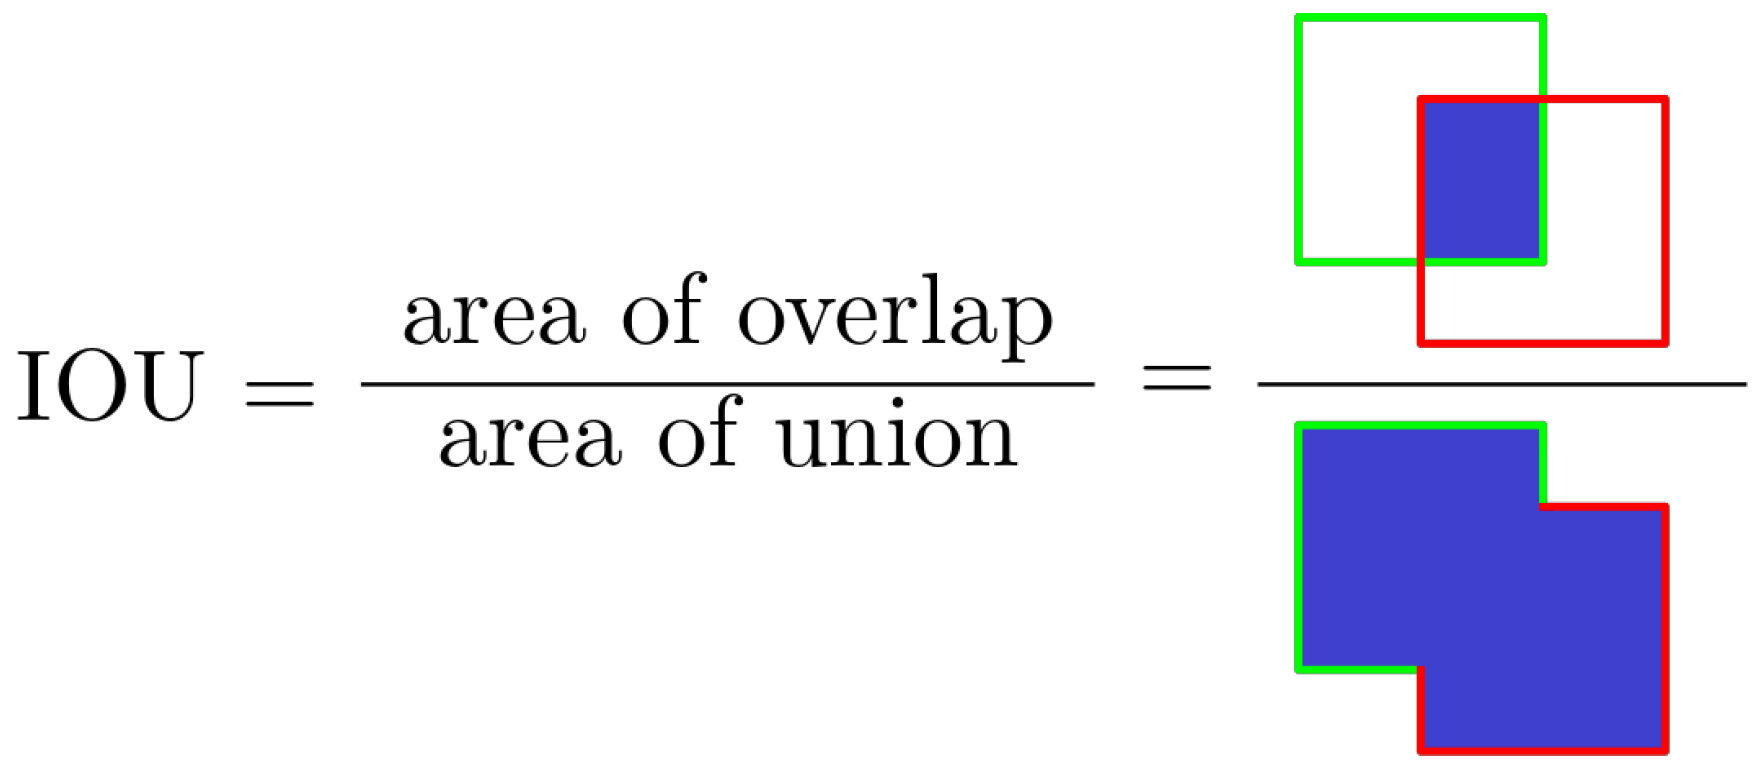 IOU = area of overlap / area of union =